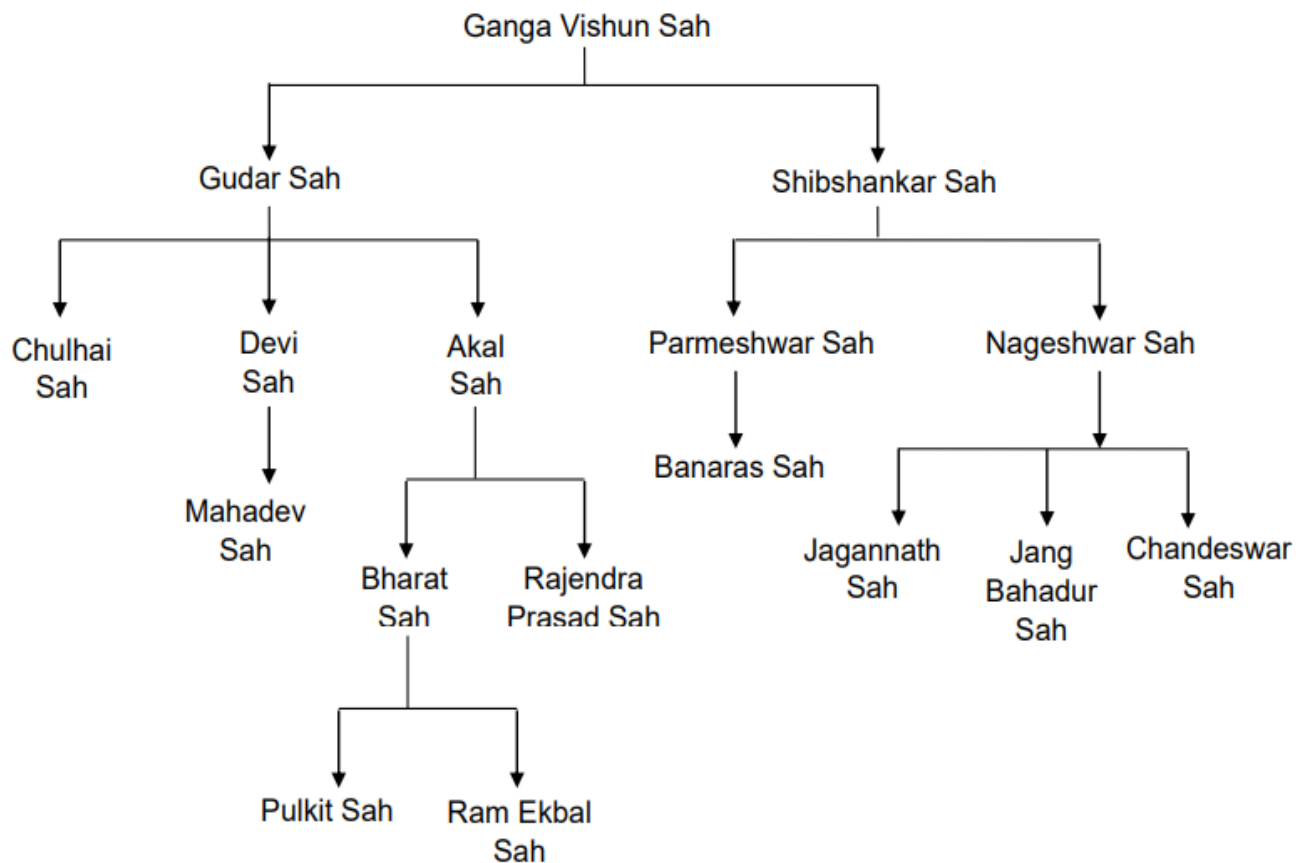 Ganga Vishun Sah
Gudar Sah
Shibshankar Sah
Chulhai
Sah
Devi
Sah
Akal
Sah
Parmeshwar Sah
Nageshwar Sah
Mahadev
Sah
Banaras Sah
Bharat
Sah
Rajendra
Prasad Sah
Jagannath
Sah
Jang
Bahadur
Sah
Chandeswar
Sah
Pulkit Sah
Ram Ekbal
Sah